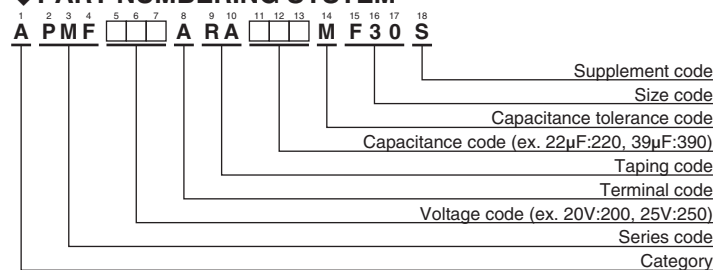 ◆PART NUMBERING SYSTEM
1 2 3 4 5 6 7 8 9 10 11 12 13 14 15 16 17 18
A PMF □□□ A RA □□□ M F30 S
Supplement code
Size code
Capacitance tolerance code
Capacitance code (ex. 22μF:220, 39μF:390)
Taping code
Terminal code
Voltage code (ex. 20V:200, 25V:250)
Series code
Category